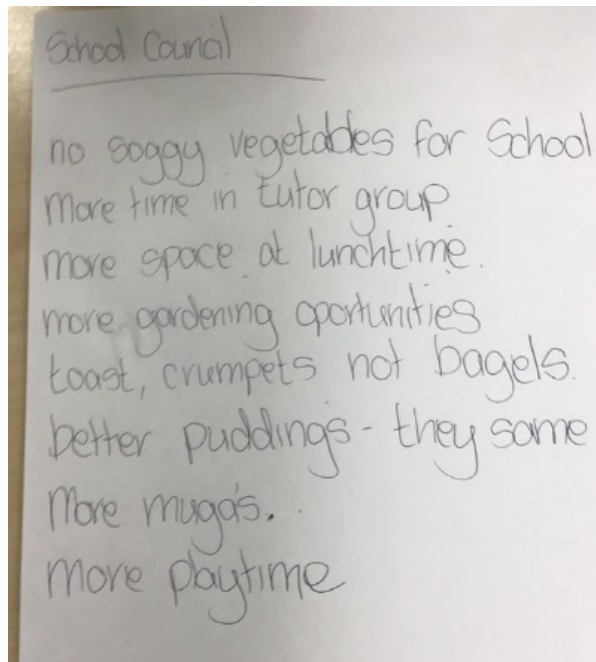 School Council
no soggy vegetables for School
more time in tutor group
more space at lunchtime.
more gardening oportunities
toast, crumpets not bagels.
better puddings - they same
More muga's.
more playtime